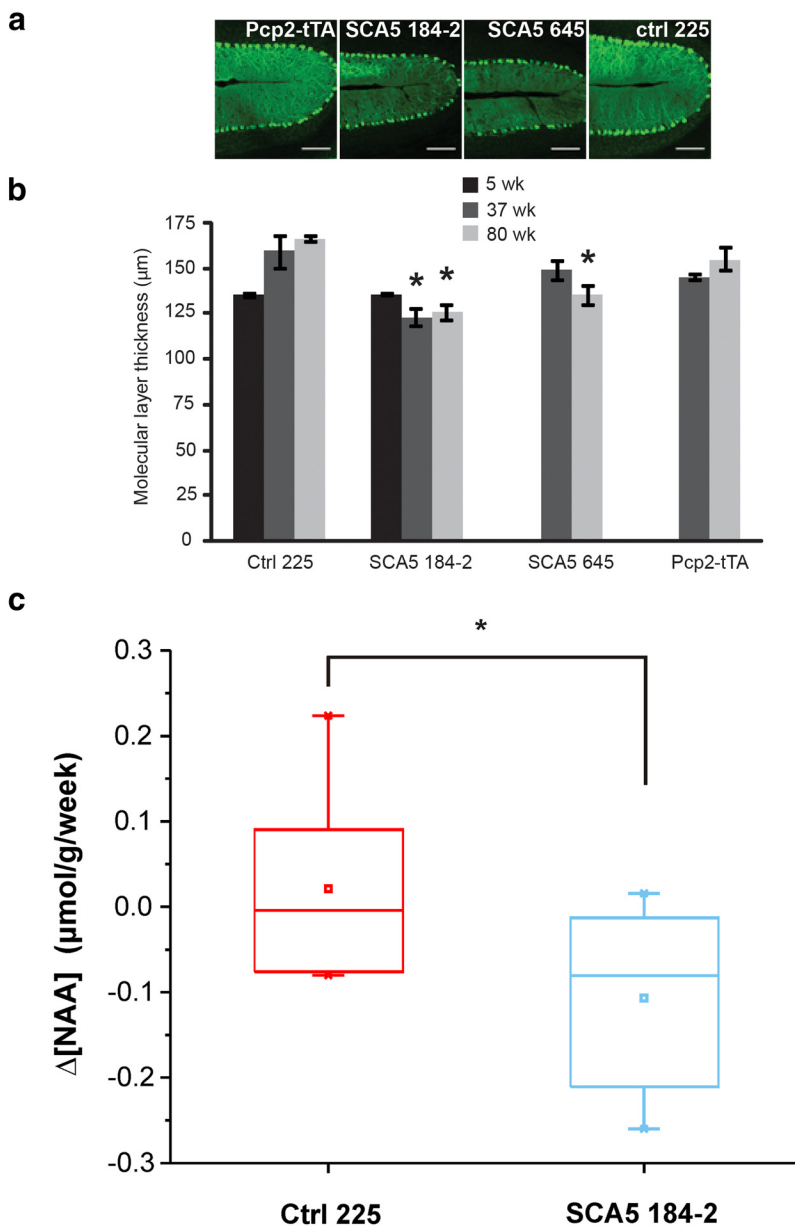 a
Pcp2-tTA SCA5 184-2 SCA5 645 ctrl 225
b
5 wk
37 wk
80 wk
Molecular layer thickness (µm)
175
150
125
100
75
50
25
0
* * *
Ctrl 225 SCA5 184-2 SCA5 645 Pcp2-tTA
c
*
Δ[NAA] (µmol/g/week)
0.3
0.2
0.1
0.0
-0.1
-0.2
-0.3
Ctrl 225 SCA5 184-2